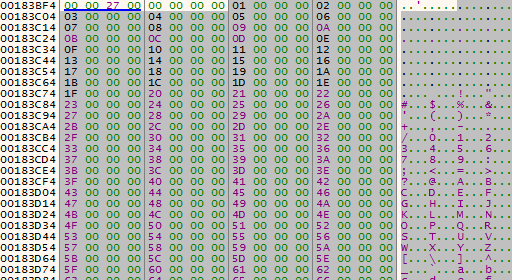 00183BF4 00 00 27 00 00 00 00 00 01 00 00 00 02 00 00 00 ..'.............
00183C04 03 00 00 00 04 00 00 00 05 00 00 00 06 00 00 00 ................
00183C14 07 00 00 00 08 00 00 00 09 00 00 00 0A 00 00 00 ................
00183C24 0B 00 00 00 0C 00 00 00 0D 00 00 00 0E 00 00 00 ................
00183C34 0F 00 00 00 10 00 00 00 11 00 00 00 12 00 00 00 ................
00183C44 13 00 00 00 14 00 00 00 15 00 00 00 16 00 00 00 ................
00183C54 17 00 00 00 18 00 00 00 19 00 00 00 1A 00 00 00 ................
00183C64 1B 00 00 00 1C 00 00 00 1D 00 00 00 1E 00 00 00 ................
00183C74 1F 00 00 00 20 00 00 00 21 00 00 00 22 00 00 00 .... ...!..."...
00183C84 23 00 00 00 24 00 00 00 25 00 00 00 26 00 00 00 #...$...%...&...
00183C94 27 00 00 00 28 00 00 00 29 00 00 00 2A 00 00 00 '...(...)...*...
00183CA4 2B 00 00 00 2C 00 00 00 2D 00 00 00 2E 00 00 00 +...,...-.......
00183CB4 2F 00 00 00 30 00 00 00 31 00 00 00 32 00 00 00 /...0...1...2...
00183CC4 33 00 00 00 34 00 00 00 35 00 00 00 36 00 00 00 3...4...5...6...
00183CD4 37 00 00 00 38 00 00 00 39 00 00 00 3A 00 00 00 7...8...9...:...
00183CE4 3B 00 00 00 3C 00 00 00 3D 00 00 00 3E 00 00 00 ;...<...=...>...
00183CF4 3F 00 00 00 40 00 00 00 41 00 00 00 42 00 00 00 ?...@...A...B...
00183D04 43 00 00 00 44 00 00 00 45 00 00 00 46 00 00 00 C...D...E...F...
00183D14 47 00 00 00 48 00 00 00 49 00 00 00 4A 00 00 00 G...H...I...J...
00183D24 4B 00 00 00 4C 00 00 00 4D 00 00 00 4E 00 00 00 K...L...M...N...
00183D34 4F 00 00 00 50 00 00 00 51 00 00 00 52 00 00 00 O...P...Q...R...
00183D44 53 00 00 00 54 00 00 00 55 00 00 00 56 00 00 00 S...T...U...V...
00183D54 57 00 00 00 58 00 00 00 59 00 00 00 5A 00 00 00 W...X...Y...Z...
00183D64 5B 00 00 00 5C 00 00 00 5D 00 00 00 5E 00 00 00 [...\...]...^...
00183D74 5F 00 00 00 60 00 00 00 61 00 00 00 62 00 00 00 _...`...a...b...